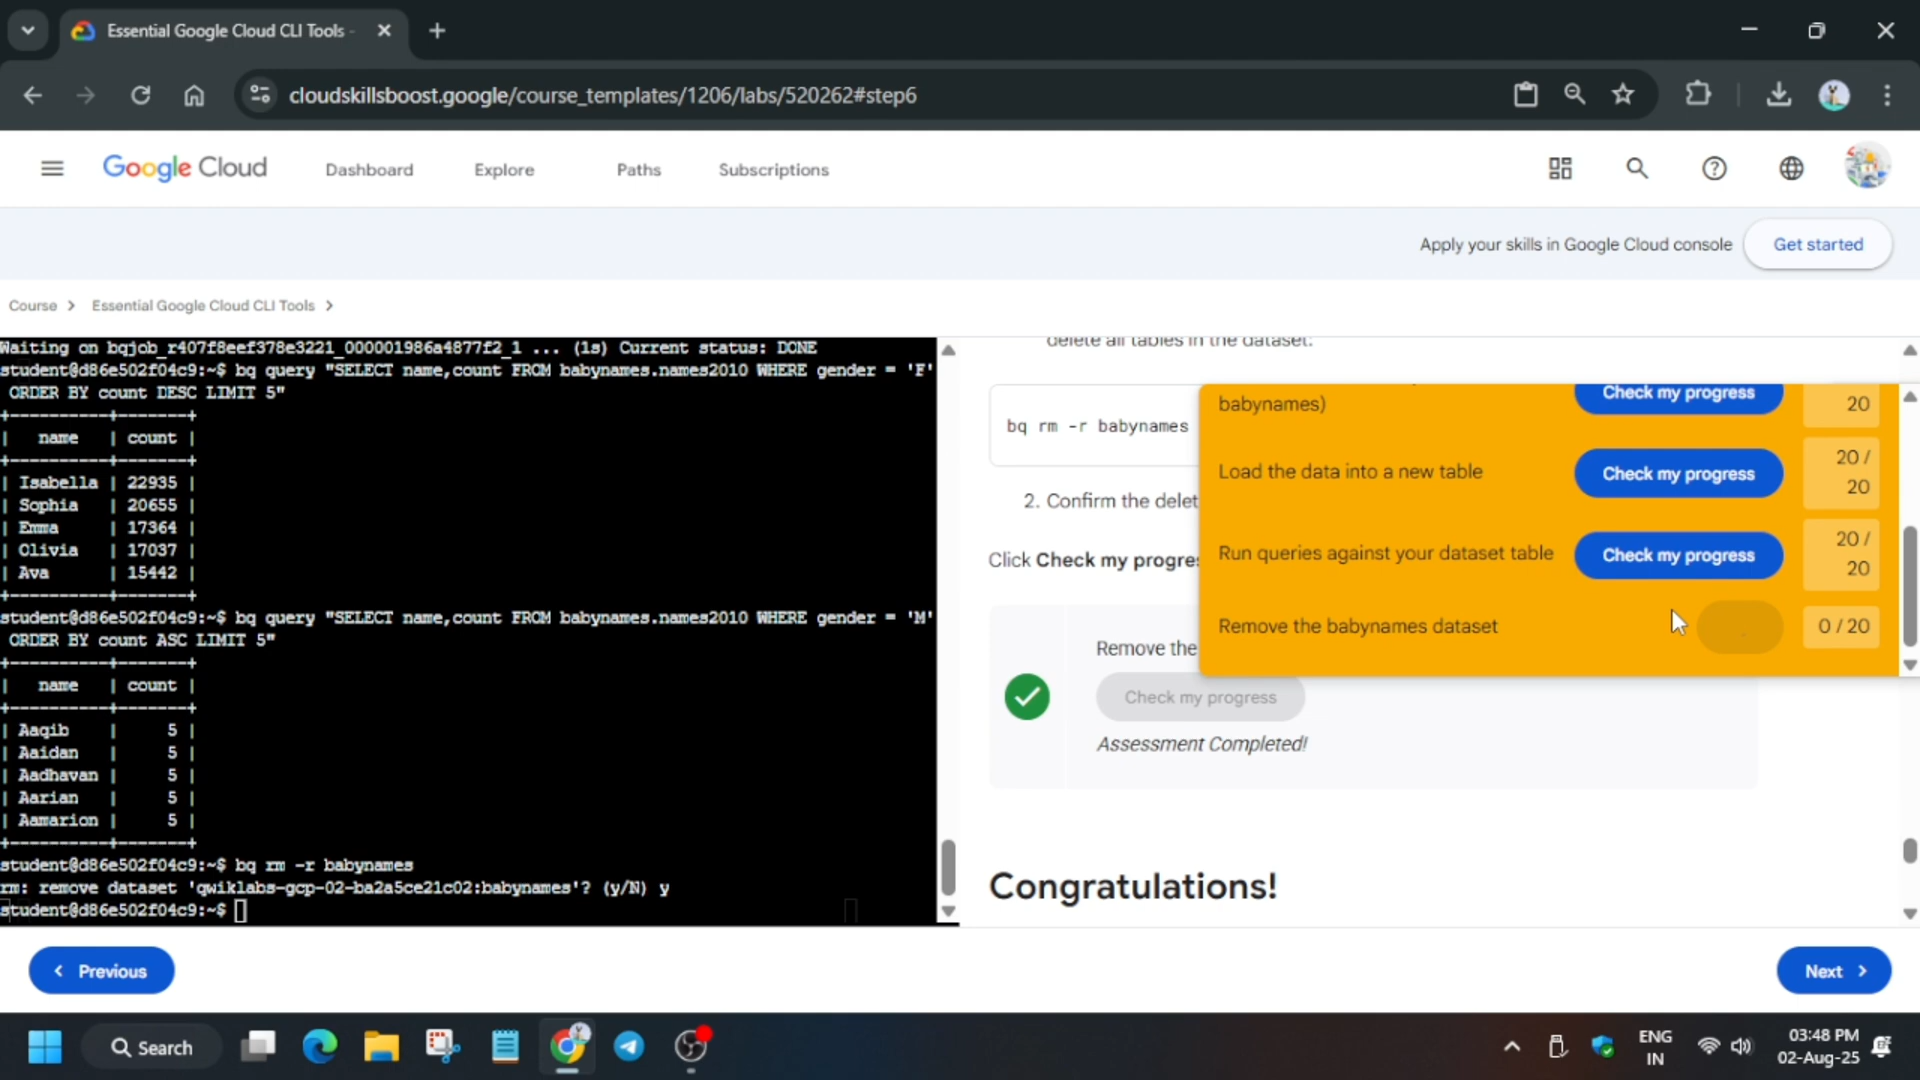 Essential Google Cloud CLI Tools -
cloudskillsboost.google/course_templates/1206/labs/520262#step6
Google Cloud
Dashboard
Explore
Paths
Subscriptions
Apply your skills in Google Cloud console
Get started
Course > Essential Google Cloud CLI Tools >
Waiting on bqjob_r407f8eef378e3221_000001986a4877f2_1 ... (1s) Current status: DONE
student@d86e502f04c9:~$ bq query "SELECT name,count FROM babynames.names2010 WHERE gender = 'F'
ORDER BY count DESC LIMIT 5"
+----------+-------+
| name | count |
+----------+-------+
| Isabella | 22935 |
| Sophia | 20655 |
| Emma | 17364 |
| Olivia | 17037 |
| Ava | 15442 |
+----------+-------+
student@d86e502f04c9:~$ bq query "SELECT name,count FROM babynames.names2010 WHERE gender = 'M'
ORDER BY count ASC LIMIT 5"
+----------+-------+
| name | count |
+----------+-------+
| Aaqib | 5 |
| Aaidan | 5 |
| Aadhavan | 5 |
| Aarian | 5 |
| Aamarion | 5 |
+----------+-------+
student@d86e502f04c9:~$ bq rm -r babynames
rm: remove dataset 'qwiklabs-gcp-02-ba2a5ce21c02:babynames'? (y/N) y
student@d86e502f04c9:~$
delete all tables in the dataset:
bq rm -r babynames
2. Confirm the delet
Click Check my progre
Remove the
Check my progress
Assessment Completed!
Congratulations!
babynames)
Check my progress
20
Load the data into a new table
Check my progress
20 /
20
Run queries against your dataset table
Check my progress
20 /
20
Remove the babynames dataset
0 / 20
< Previous
Next >
Search
ENG
IN
03:48 PM
02-Aug-25